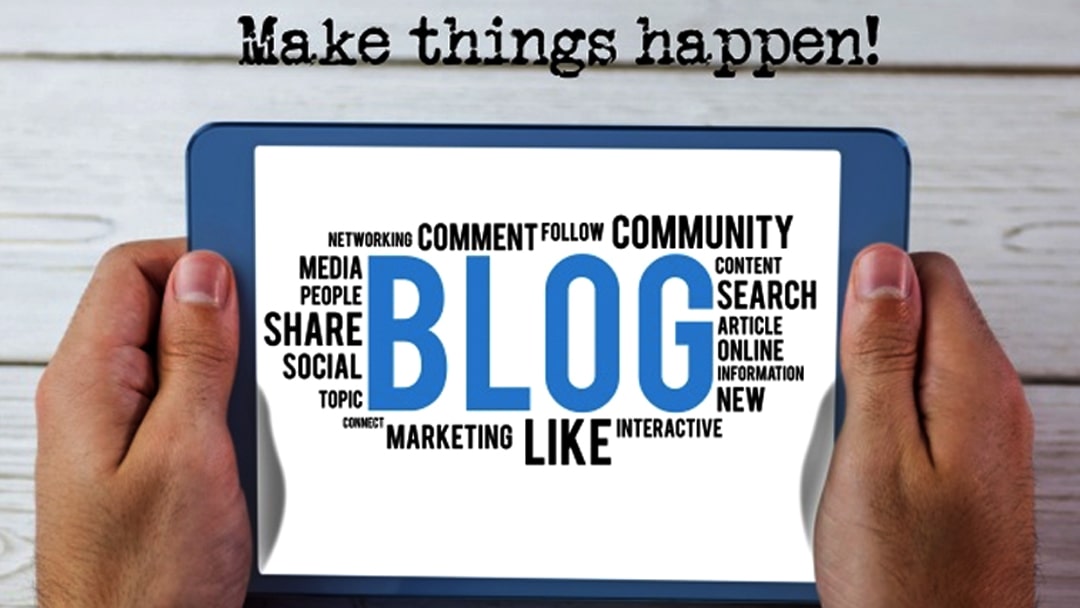 Make things happen!
NETWORKING COMMENT FOLLOW COMMUNITY
MEDIA
PEOPLE
SHARE
SOCIAL
TOPIC
BLOG
CONTENT
SEARCH
ARTICLE
ONLINE
INFORMATION
NEW
CONNECT MARKETING LIKE INTERACTIVE